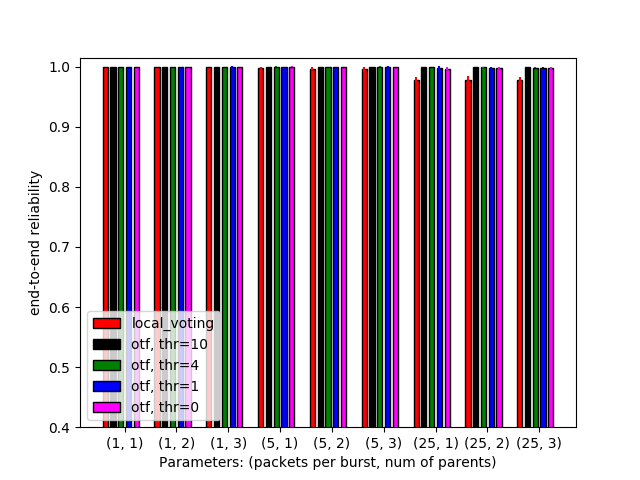 1.0
0.9
0.8
0.7
0.6
0.5
0.4
end-to-end reliability
local_voting
otf, thr=10
otf, thr=4
otf, thr=1
otf, thr=0
(1, 1) (1, 2) (1, 3) (5, 1) (5, 2) (5, 3) (25, 1) (25, 2) (25, 3)
Parameters: (packets per burst, num of parents)